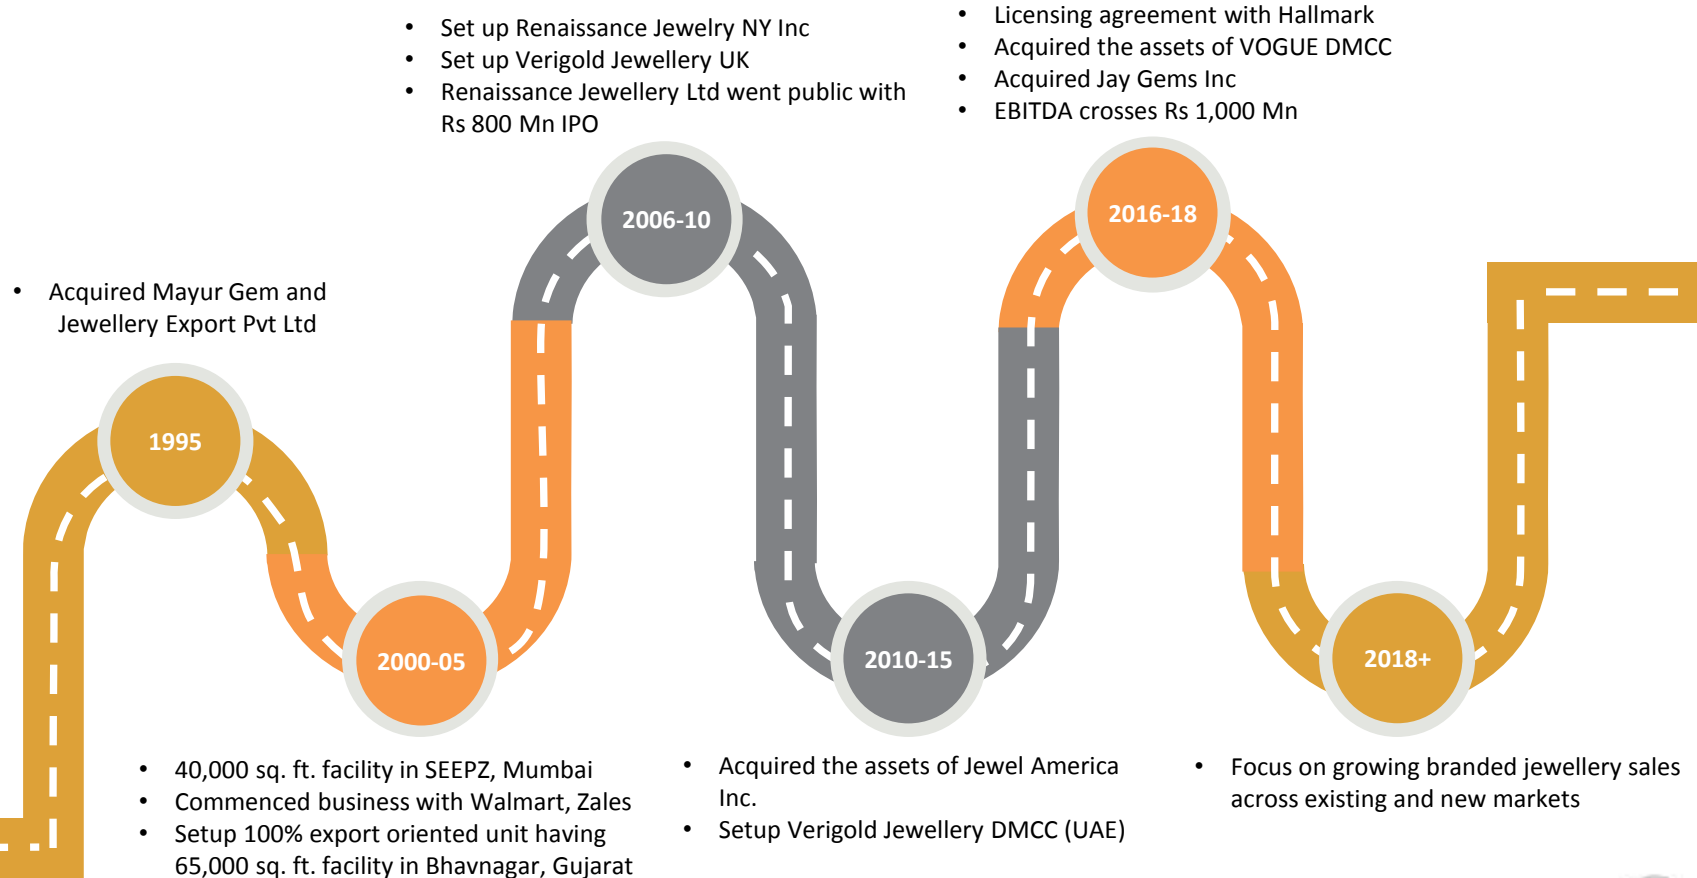 • Set up Renaissance Jewelry NY Inc
• Set up Verigold Jewellery UK
• Renaissance Jewellery Ltd went public with
Rs 800 Mn IPO
• Licensing agreement with Hallmark
• Acquired the assets of VOGUE DMCC
• Acquired Jay Gems Inc
• EBITDA crosses Rs 1,000 Mn
2006-10
2016-18
• Acquired Mayur Gem and
Jewellery Export Pvt Ltd
1995
2000-05
2010-15
2018+
• 40,000 sq. ft. facility in SEEPZ, Mumbai
• Commenced business with Walmart, Zales
• Setup 100% export oriented unit having
65,000 sq. ft. facility in Bhavnagar, Gujarat
• Acquired the assets of Jewel America
Inc.
• Setup Verigold Jewellery DMCC (UAE)
• Focus on growing branded jewellery sales
across existing and new markets